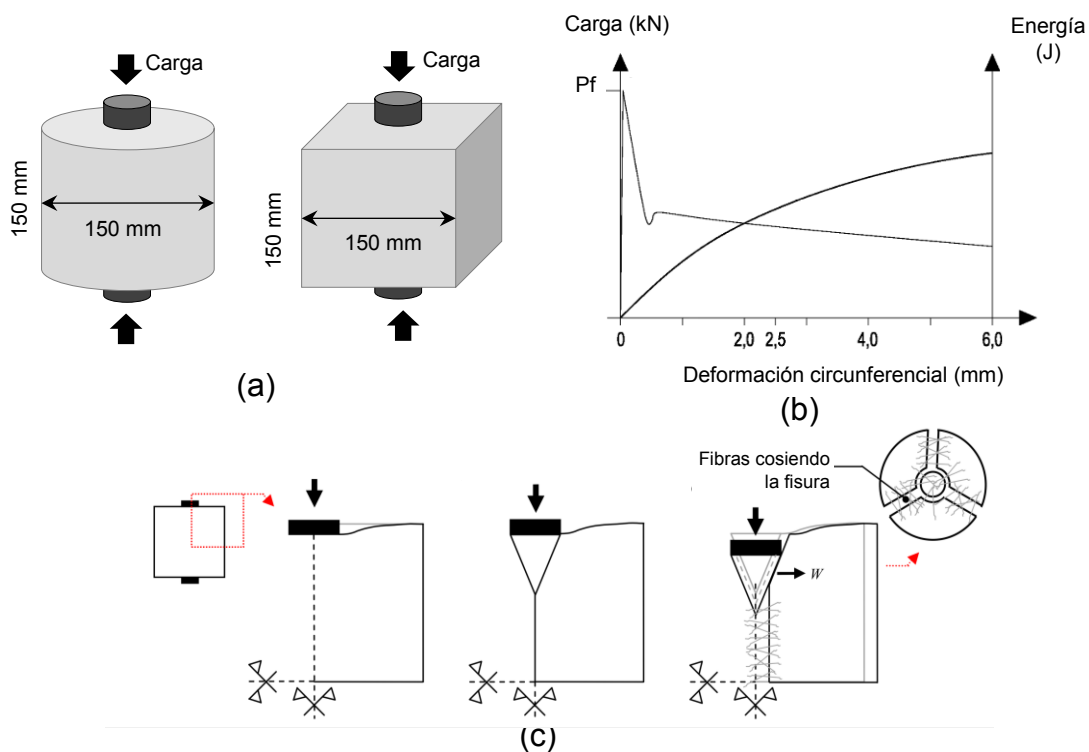 Carga
Carga
150 mm
150 mm
150 mm
150 mm
(a)
Carga (kN)
Energía
(J)
Pf
0
2,0
2,5
4,0
6,0
Deformación circunferencial (mm)
(b)
Fibras cosiendo
la fisura
W
(c)